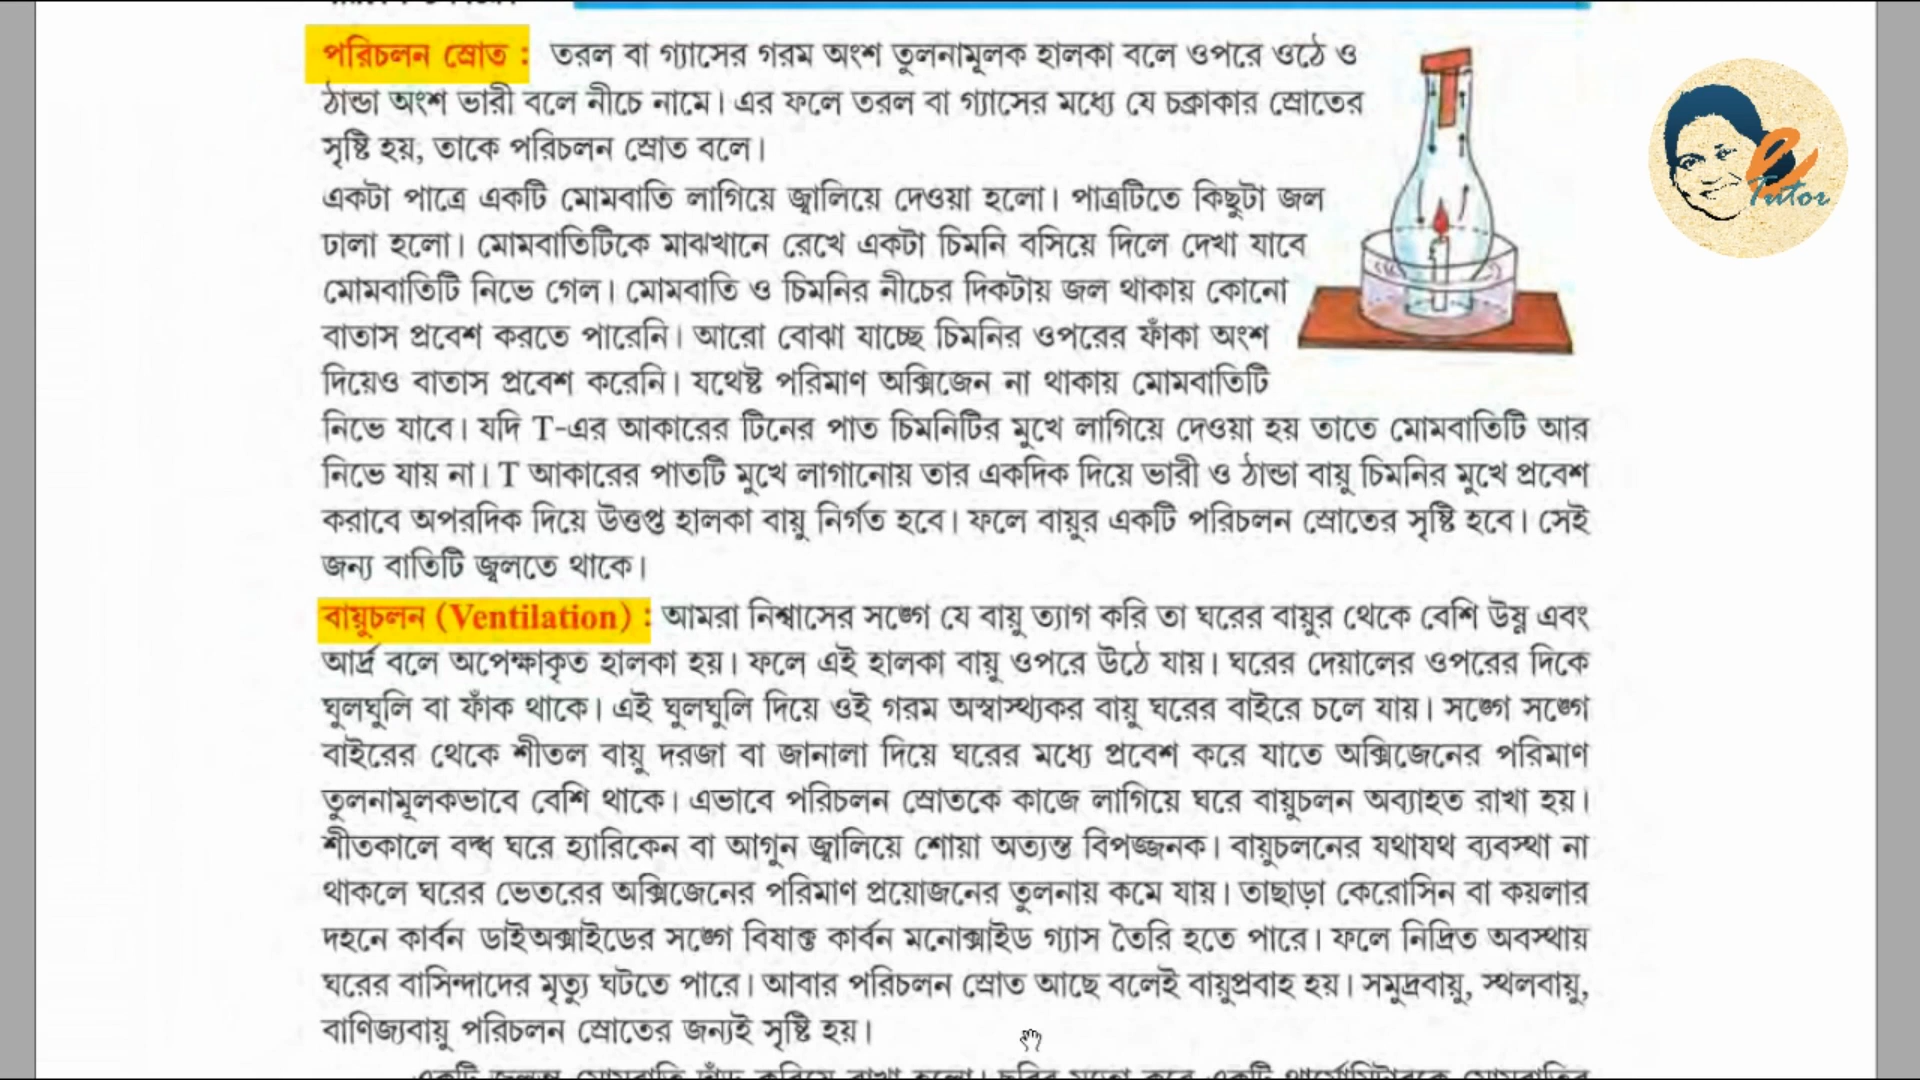 পরিচলন স্রোত : তরল বা গ্যাসের গরম অংশ তুলনামূলক হালকা বলে ওপরে ওঠে ও
ঠান্ডা অংশ ভারী বলে নীচে নামে। এর ফলে তরল বা গ্যাসের মধ্যে যে চক্রাকার স্রোতের
সৃষ্টি হয়, তাকে পরিচলন স্রোত বলে।
একটা পাত্রে একটি মোমবাতি লাগিয়ে জ্বালিয়ে দেওয়া হলো। পাত্রটিতে কিছুটা জল
ঢালা হলো। মোমবাতিটিকে মাঝখানে রেখে একটা চিমনি বসিয়ে দিলে দেখা যাবে
মোমবাতিটি নিভে গেল। মোমবাতি ও চিমনির নীচের দিকটায় জল থাকায় কোনো
বাতাস প্রবেশ করতে পারেনি। আরো বোঝা যাচ্ছে চিমনির ওপরের ফাঁকা অংশ
দিয়েও বাতাস প্রবেশ করেনি। যথেষ্ট পরিমাণ অক্সিজেন না থাকায় মোমবাতিটি
নিভে যাবে। যদি T-এর আকারের টিনের পাত চিমনিটির মুখে লাগিয়ে দেওয়া হয় তাতে মোমবাতিটি আর
নিভে যায় না। T আকারের পাতটি মুখে লাগানোয় তার একদিক দিয়ে ভারী ও ঠান্ডা বায়ু চিমনির মুখে প্রবেশ
করাবে অপরদিক দিয়ে উত্তপ্ত হালকা বায়ু নির্গত হবে। ফলে বায়ুর একটি পরিচলন স্রোতের সৃষ্টি হবে। সেই
জন্য বাতিটি জ্বলতে থাকে।
বায়ুচলন (Ventilation) : আমরা নিশ্বাসের সঙ্গে যে বায়ু ত্যাগ করি তা ঘরের বায়ুর থেকে বেশি উষ্ণ এবং
আর্দ্র বলে অপেক্ষাকৃত হালকা হয়। ফলে এই হালকা বায়ু ওপরে উঠে যায়। ঘরের দেয়ালের ওপরের দিকে
ঘুলঘুলি বা ফাঁক থাকে। এই ঘুলঘুলি দিয়ে ওই গরম অস্বাস্থ্যকর বায়ু ঘরের বাইরে চলে যায়। সঙ্গে সঙ্গে
বাইরের থেকে শীতল বায়ু দরজা বা জানালা দিয়ে ঘরের মধ্যে প্রবেশ করে যাতে অক্সিজেনের পরিমাণ
তুলনামূলকভাবে বেশি থাকে। এভাবে পরিচলন স্রোতকে কাজে লাগিয়ে ঘরে বায়ুচলন অব্যাহত রাখা হয়।
শীতকালে বদ্ধ ঘরে হ্যারিকেন বা আগুন জ্বালিয়ে শোয়া অত্যন্ত বিপজ্জনক। বায়ুচলনের যথাযথ ব্যবস্থা না
থাকলে ঘরের ভেতরের অক্সিজেনের পরিমাণ প্রয়োজনের তুলনায় কমে যায়। তাছাড়া কেরোসিন বা কয়লার
দহনে কার্বন ডাইঅক্সাইডের সঙ্গে বিষাক্ত কার্বন মনোক্সাইড গ্যাস তৈরি হতে পারে। ফলে নিদ্রিত অবস্থায়
ঘরের বাসিন্দাদের মৃত্যু ঘটতে পারে। আবার পরিচলন স্রোত আছে বলেই বায়ুপ্রবাহ হয়। সমুদ্রবায়ু, স্থলবায়ু,
বাণিজ্যবায়ু পরিচলন স্রোতের জন্যই সৃষ্টি হয়।
e Tutor